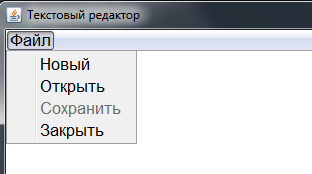 Текстовый редактор
Файл
Новый
Открыть
Сохранить
Закрыть